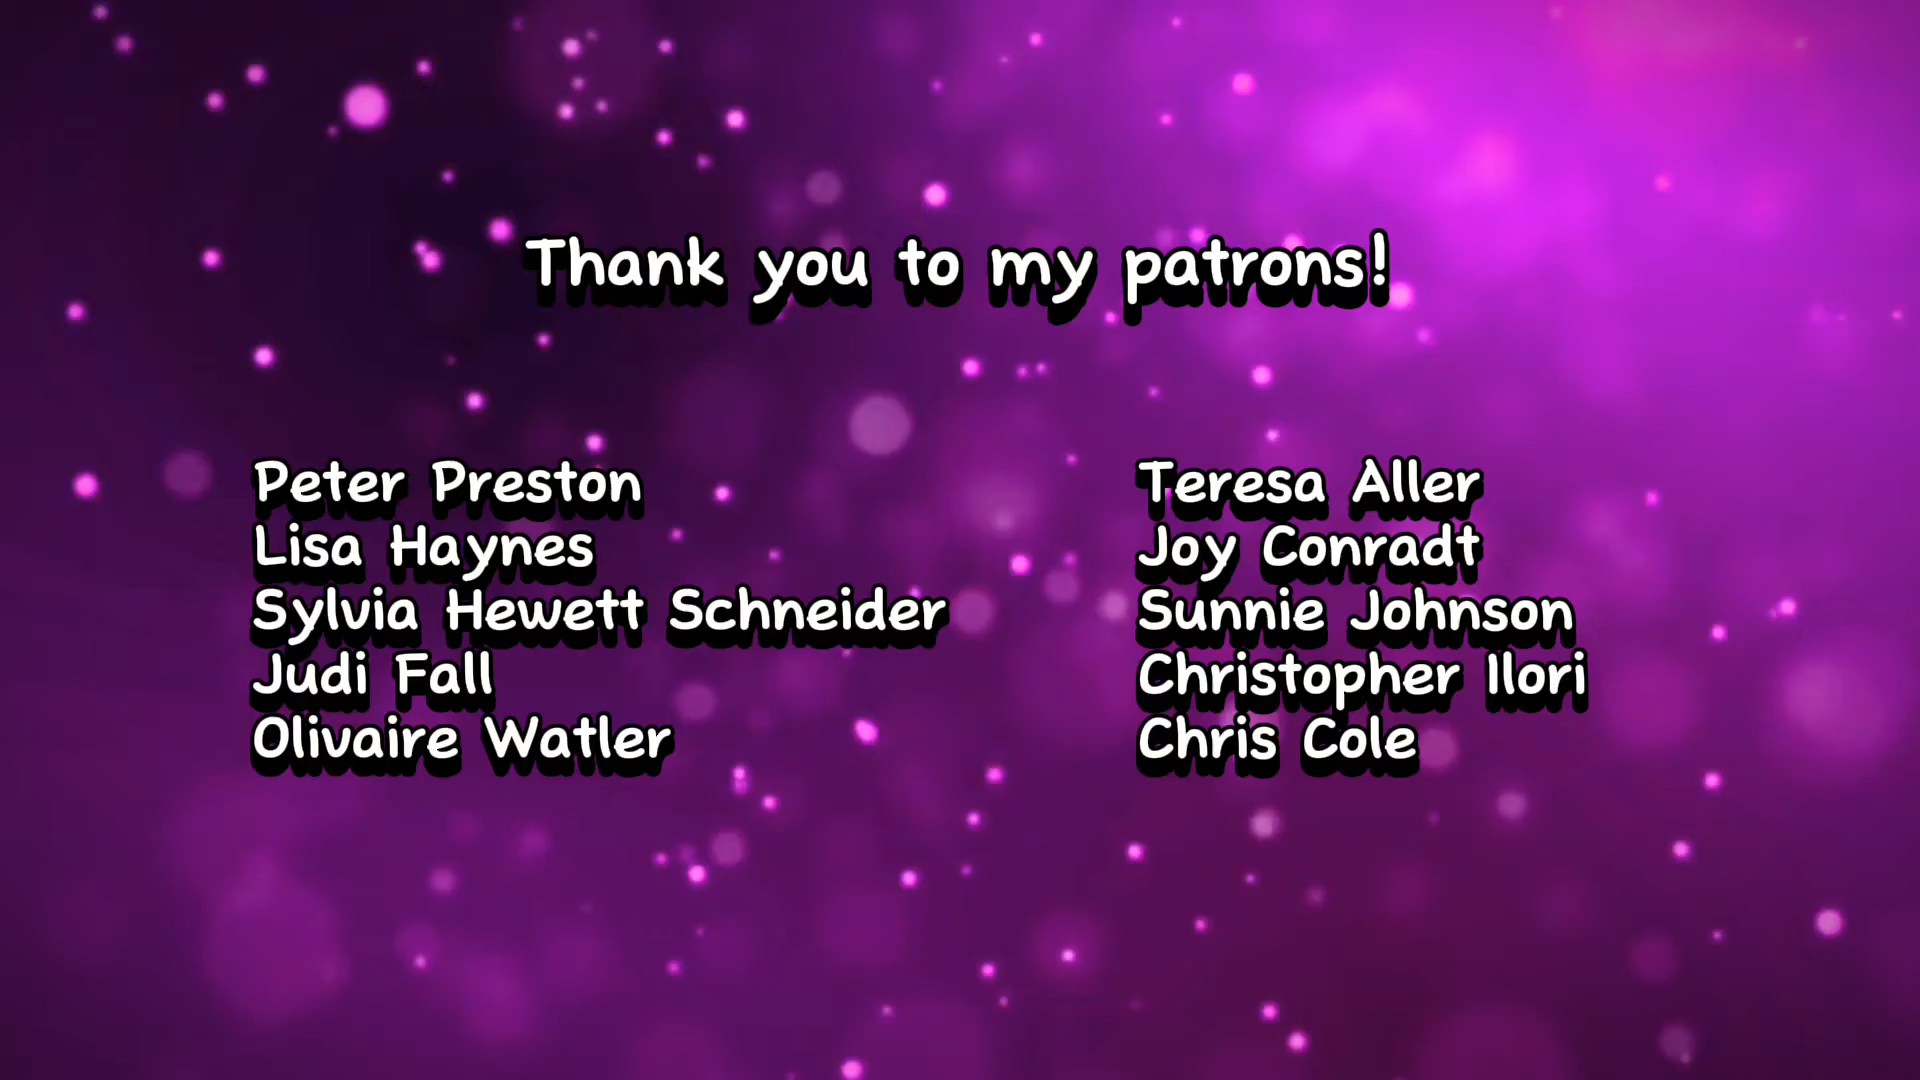 Thank you to my patrons!
Peter Preston
Lisa Haynes
Sylvia Hewett Schneider
Judi Fall
Olivaire Watler
Teresa Aller
Joy Conradt
Sunnie Johnson
Christopher Ilori
Chris Cole